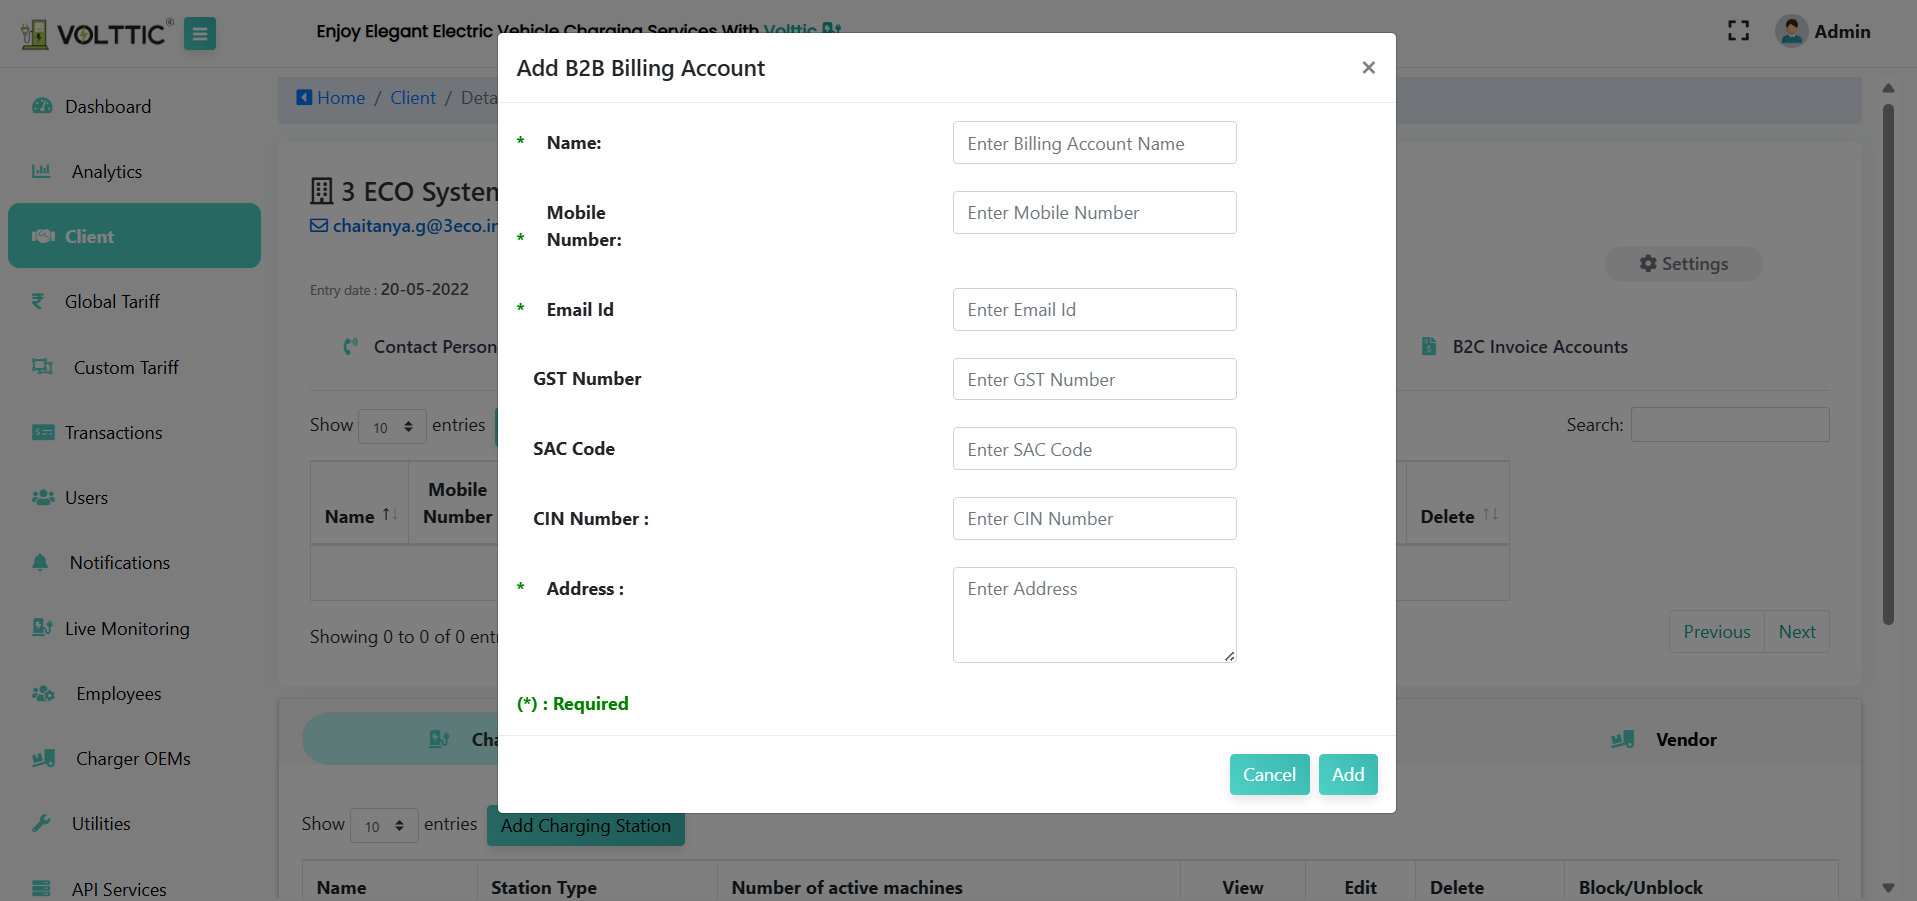 VOLTTIC®
Enjoy Elegant Electric Vehicle Charging Services With Volttic
Admin
Dashboard
Analytics
Client
Global Tariff
Custom Tariff
Transactions
Users
Notifications
Live Monitoring
Employees
Charger OEMs
Utilities
API Services
Home / Client / Deta
3 ECO System
chaitanya.g@3eco.in
Entry date : 20-05-2022
Settings
Contact Person
B2C Invoice Accounts
Show 10 entries
Search:
Name
Mobile
Number
Delete
Showing 0 to 0 of 0 ent
Previous Next
Add B2B Billing Account
×
* Name:
Enter Billing Account Name
Mobile
* Number:
Enter Mobile Number
* Email Id
Enter Email Id
GST Number
Enter GST Number
SAC Code
Enter SAC Code
CIN Number :
Enter CIN Number
* Address :
Enter Address
(*) : Required
Cancel Add
Cha
Vendor
Show 10 entries
Add Charging Station
Name Station Type Number of active machines View Edit Delete Block/Unblock